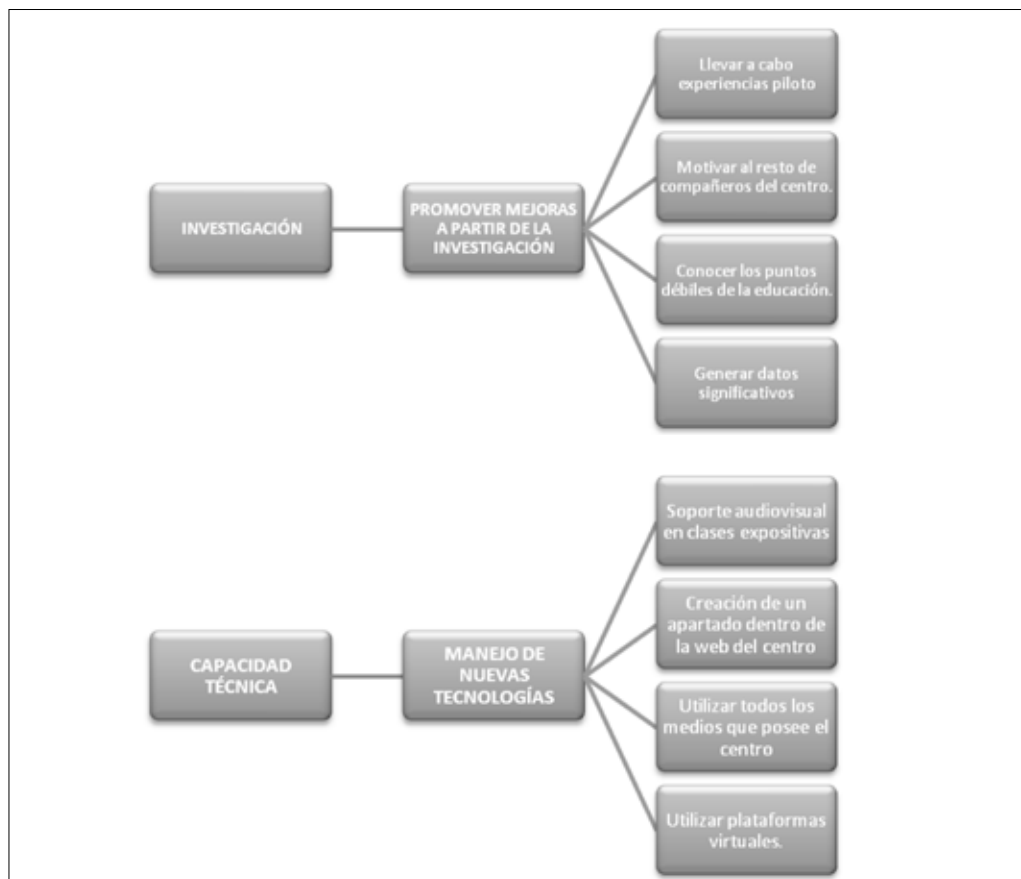 INVESTIGACIÓN
PROMOVER MEJORAS
A PARTIR DE LA
INVESTIGACIÓN
Llevar a cabo
experiencias piloto
Motivar al resto de
compañeros del centro.
Conocer los puntos
débiles de la educación.
Generar datos
significativos
CAPACIDAD
TÉCNICA
MANEJO DE
NUEVAS
TECNOLOGÍAS
Soporte audiovisual
en clases expositivas
Creación de un
apartado dentro de
la web del centro
Utilizar todos los
medios que posee el
centro
Utilizar plataformas
virtuales.